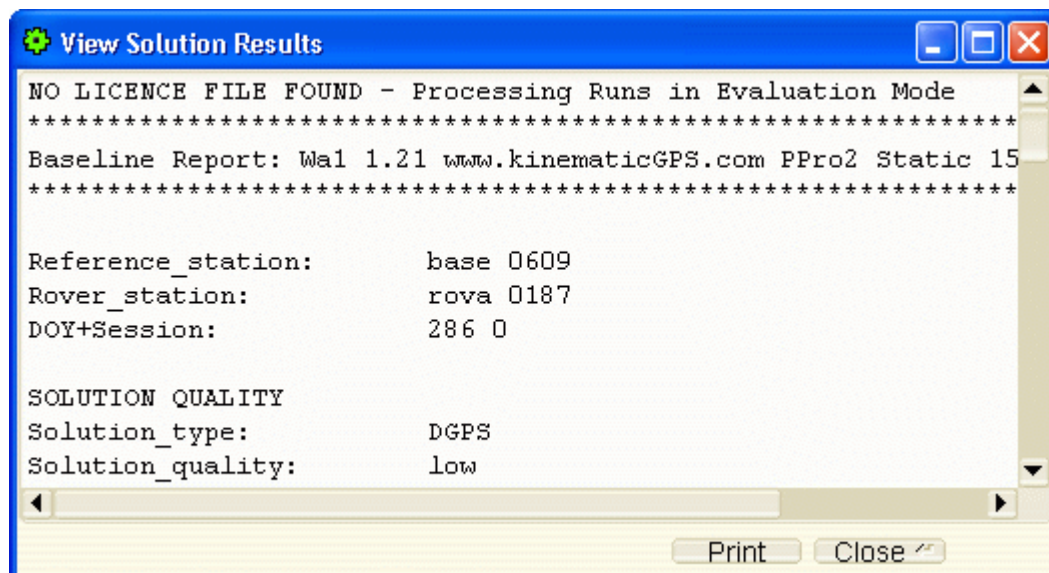 View Solution Results
NO LICENCE FILE FOUND - Processing Runs in Evaluation Mode
**************************************************************
Baseline Report: Wa1 1.21 www.kinematicGPS.com PPro2 Static 15
**************************************************************
Reference_station: base 0609
Rover_station: rova 0187
DOY+Session: 286 0
SOLUTION QUALITY
Solution_type: DGPS
Solution_quality: low
Print Close